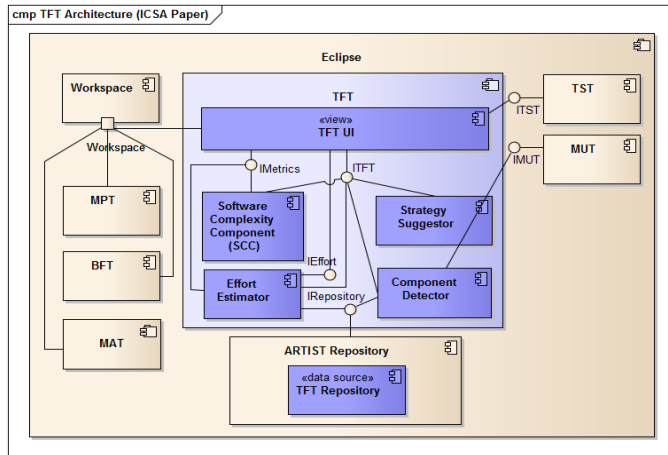 cmp TFT Architecture (ICSA Paper)
Eclipse
Workspace
Workspace
MPT
BFT
MAT
TFT
«view»
TFT UI
IMetrics
ITFT
Software
Complexity
Component
(SCC)
Strategy
Suggestor
IEffort
Effort
Estimator
IRepository
Component
Detector
ITST
TST
IMUT
MUT
ARTIST Repository
«data source»
TFT Repository